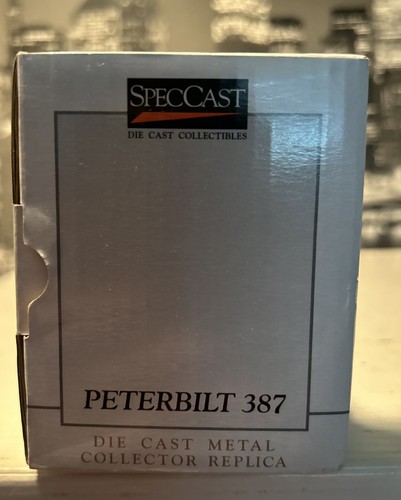 SPECCAST
DIE CAST COLLECTIBLES
PETERBILT 387
DIE CAST METAL
COLLECTOR REPLICA